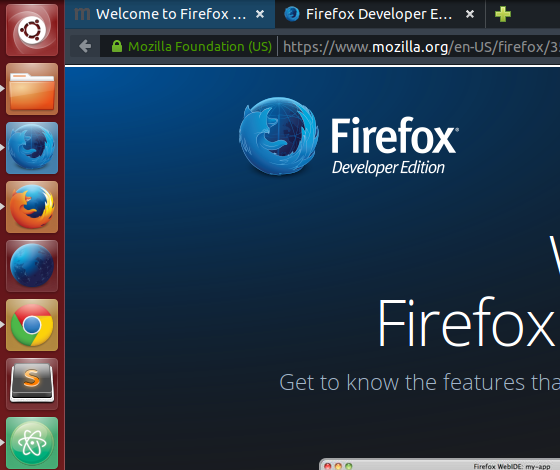 Welcome to Firefox ...
Firefox Developer E...
Mozilla Foundation (US)
https://www.mozilla.org/en-US/firefox/3
Firefox
Developer Edition
Firefox
Get to know the features tha
Firefox WebIDE: my-app
S